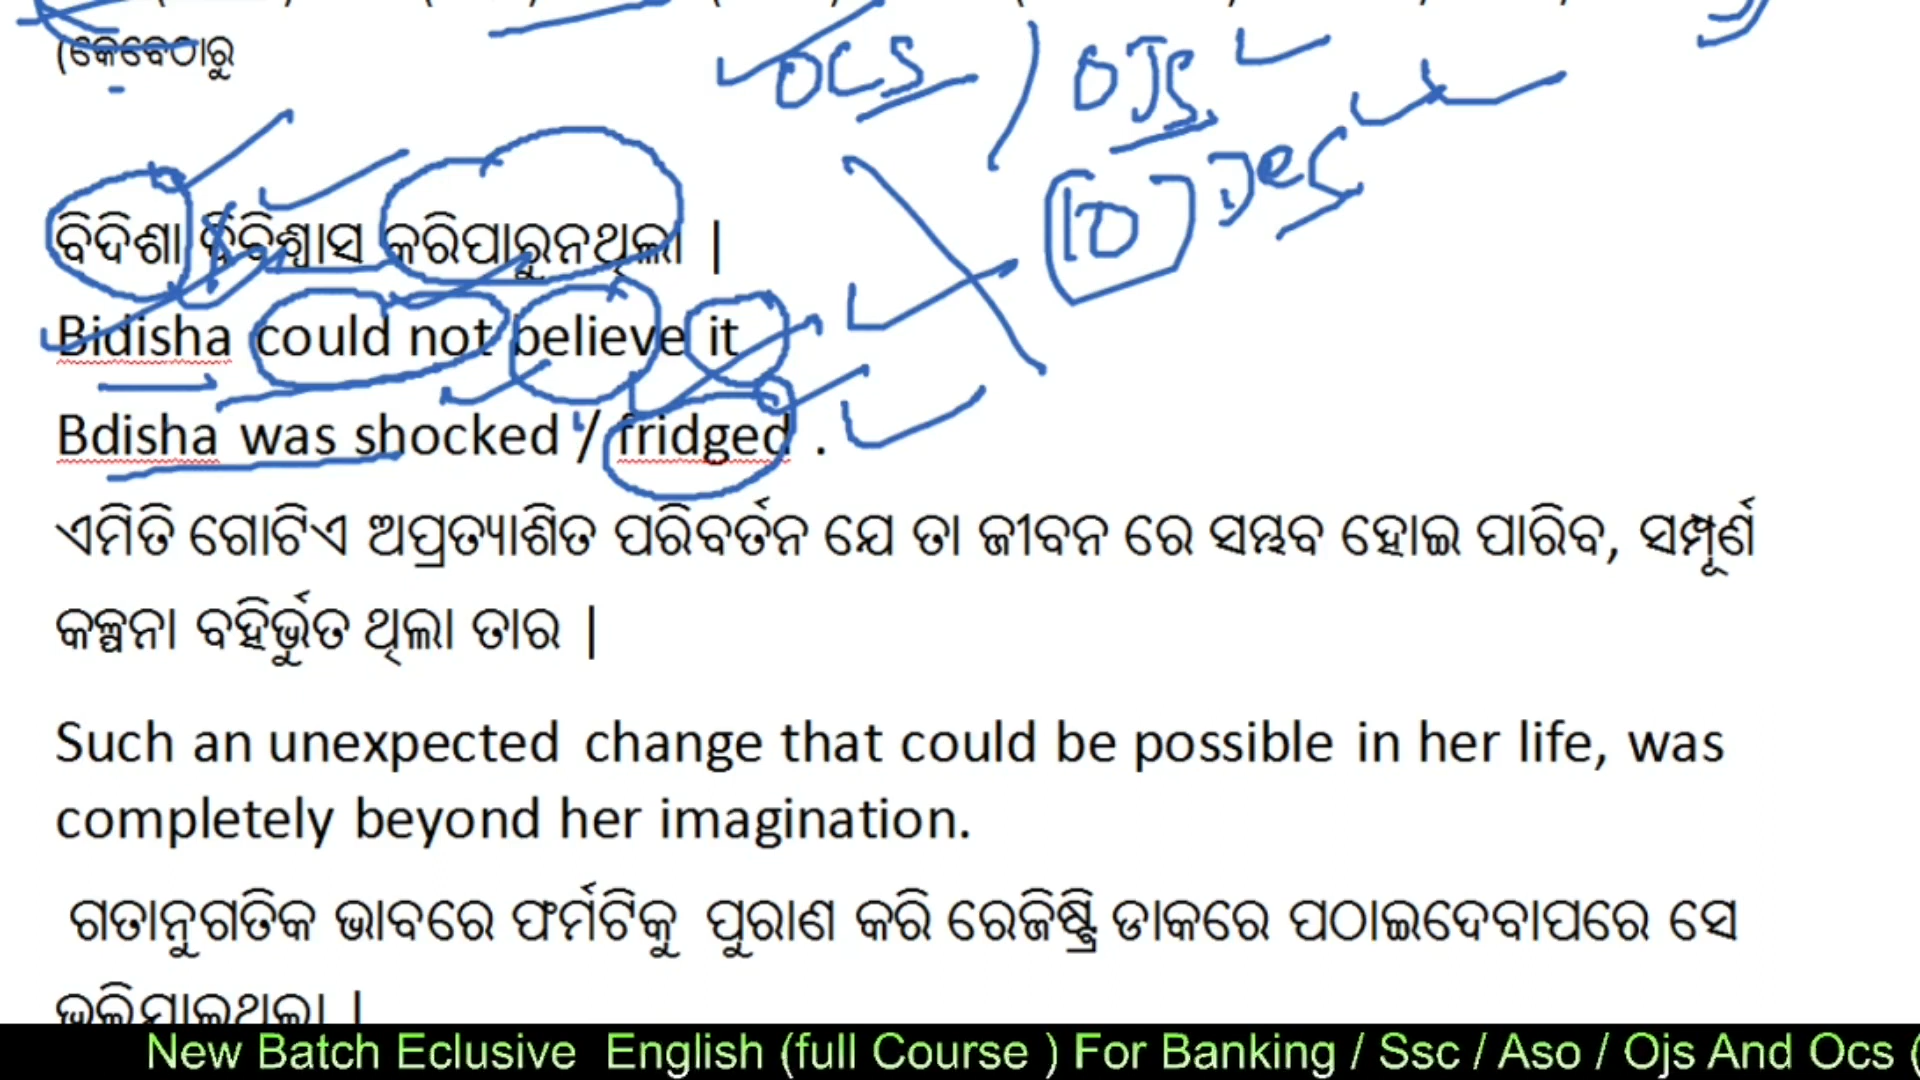 (କେବେଠାରୁ
OCS / OJS
10 Des
ବିଦିଶା ବିଶ୍ୱାସ କରିପାରୁନଥିଲା |
Bidisha could not believe it
Bdisha was shocked / fridged .
ଏମିତି ଗୋଟିଏ ଅପ୍ରତ୍ୟାଶିତ ପରିବର୍ତନ ଯେ ତା ଜୀବନ ରେ ସମ୍ଭବ ହୋଇ ପାରିବ, ସମ୍ପୂର୍ଣ
କଳ୍ପନା ବହିର୍ଭୁତ ଥିଲା ତାର |
Such an unexpected change that could be possible in her life, was
completely beyond her imagination.
ଗତାନୁଗତିକ ଭାବରେ ଫର୍ମଟିକୁ ପୁରାଣ କରି ରେଜିଷ୍ଟ୍ରି ଡାକରେ ପଠାଇଦେବାପରେ ସେ
ଭୁଲିଯାଇଥିଲା |
New Batch Eclusive English (full Course ) For Banking / Ssc / Aso / Ojs And Ocs (